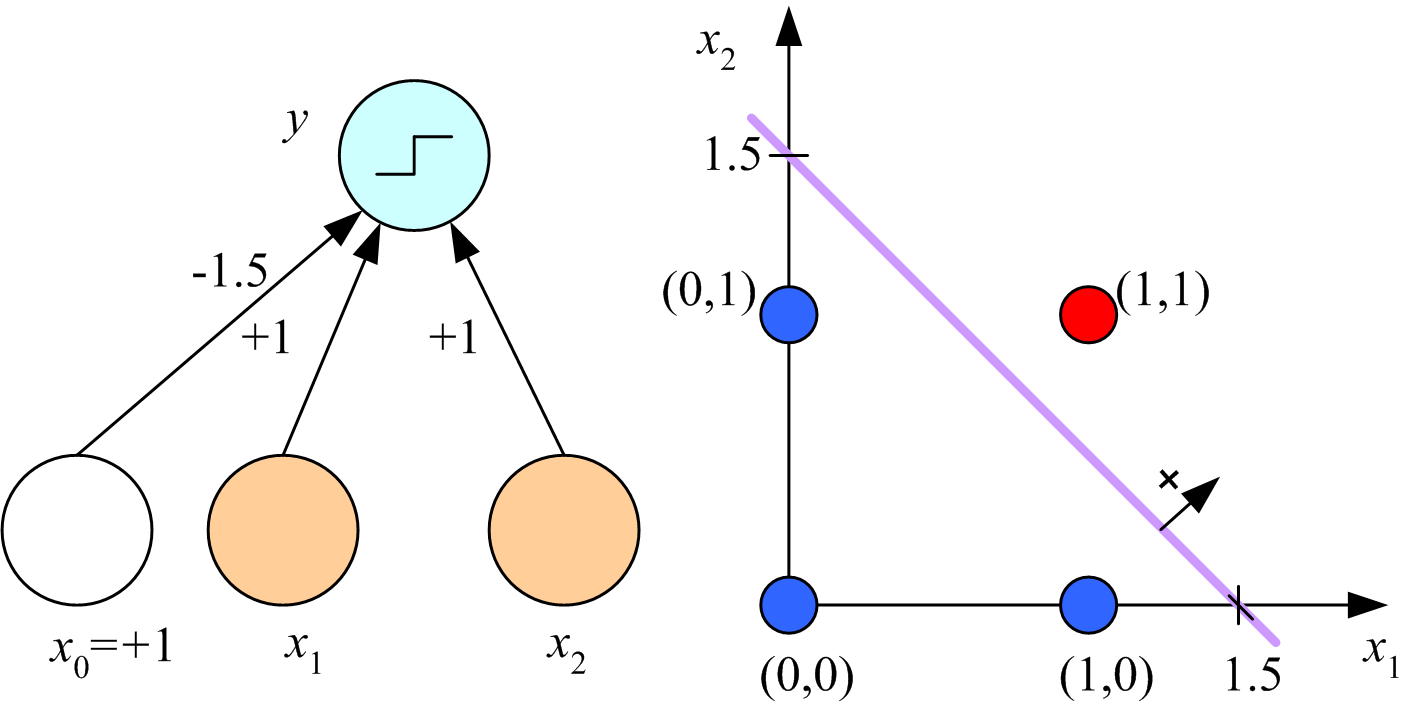 y
-1.5
+1
+1
x₀=+1
x₁
x₂
x₂
1.5
(0,1)
(1,1)
+
(0,0)
(1,0)
1.5
x₁